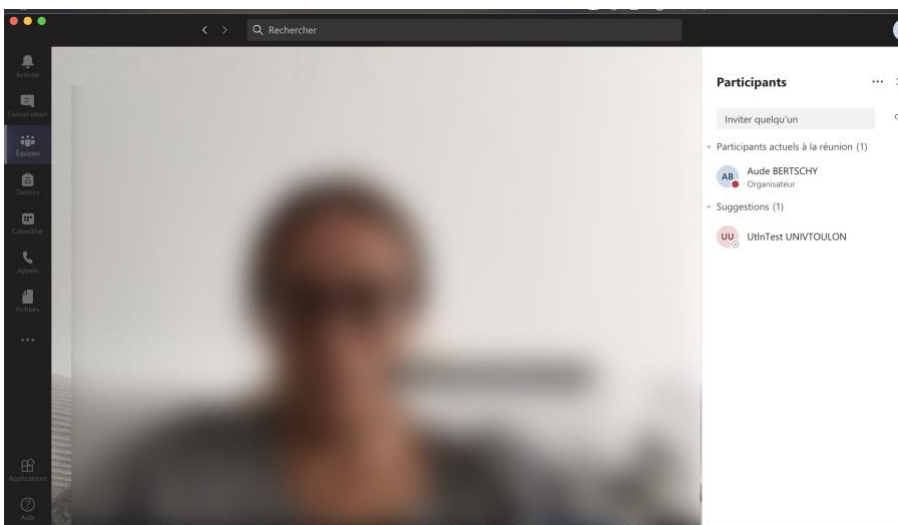 Rechercher
Activité
Conversation
Équipes
Devoirs
Calendrier
Appels
Fichiers
Applications
Aide
Participants
Inviter quelqu'un
Participants actuels à la réunion (1)
AB
Aude BERTSCHY
Organisateur
Suggestions (1)
UU
UtlnTest UNIVTOULON